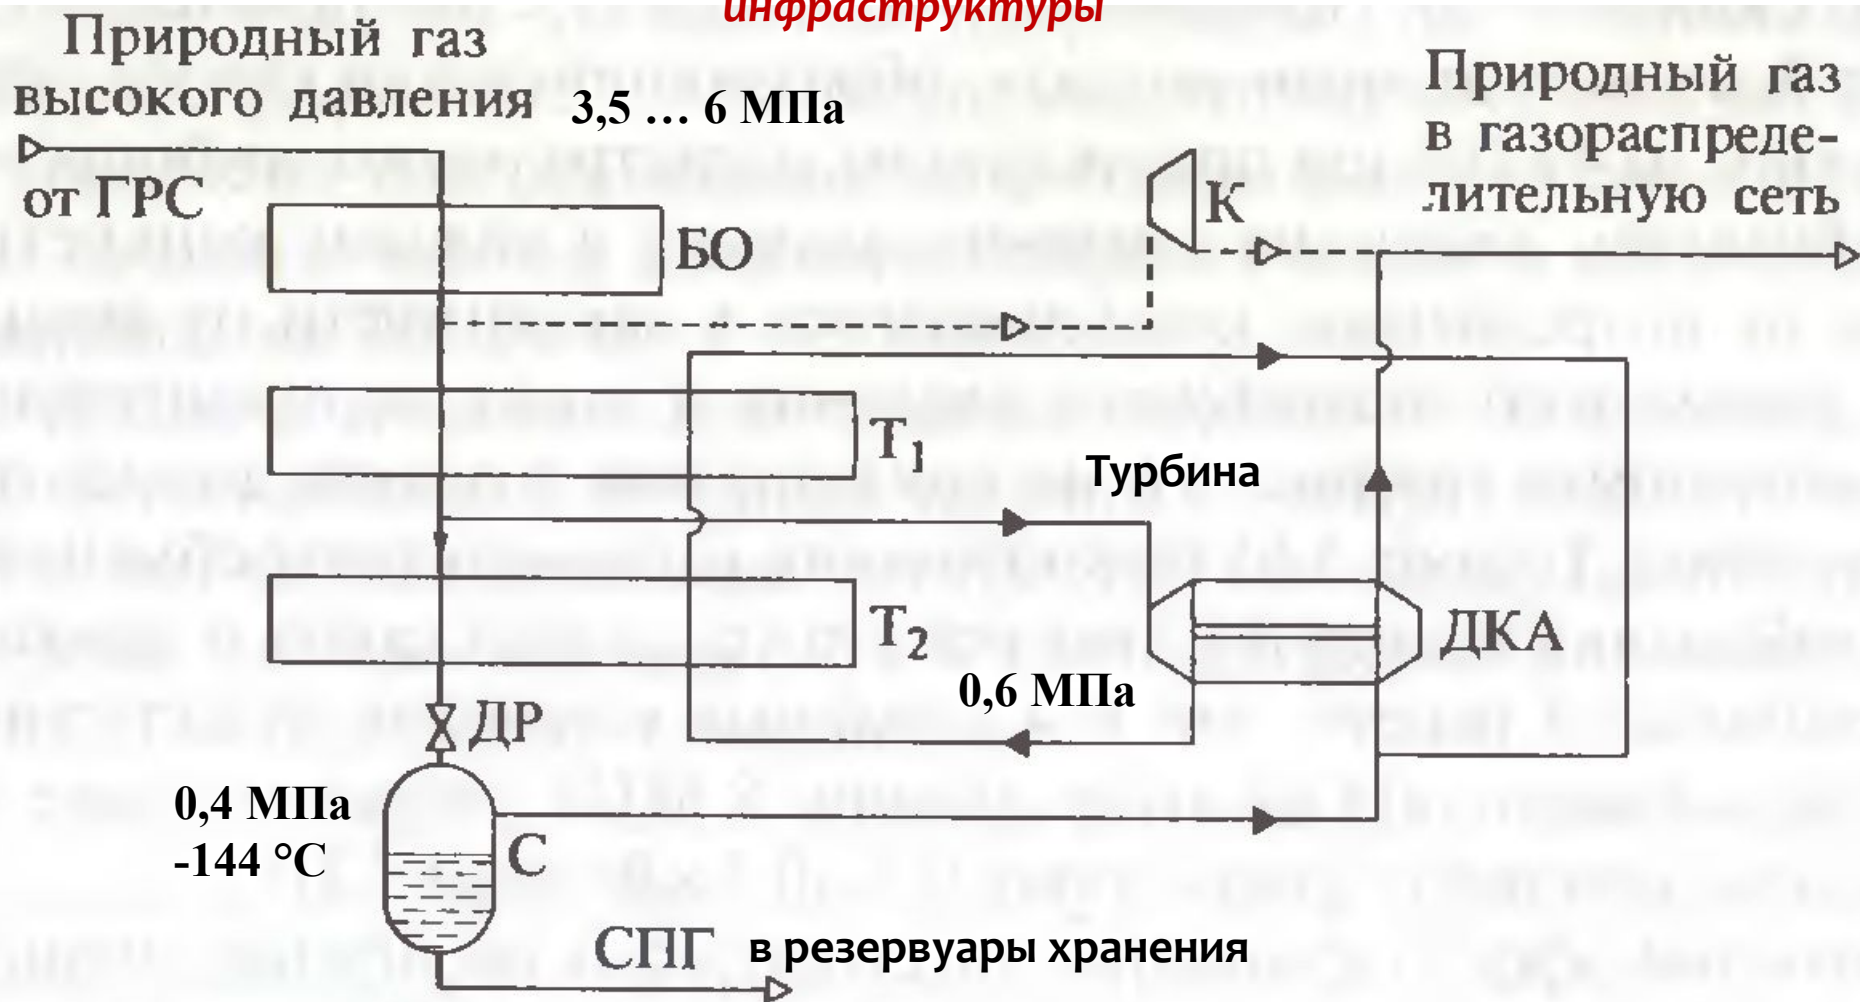 инфраструктуры
Природный газ
высокого давления 3,5 … 6 МПа
от ГРС
БО
К
Природный газ
в газораспреде-
лительную сеть
Т1
Турбина
Т2
ДКА
0,6 МПа
ДР
0,4 МПа
-144 °С
С
СПГ в резервуары хранения